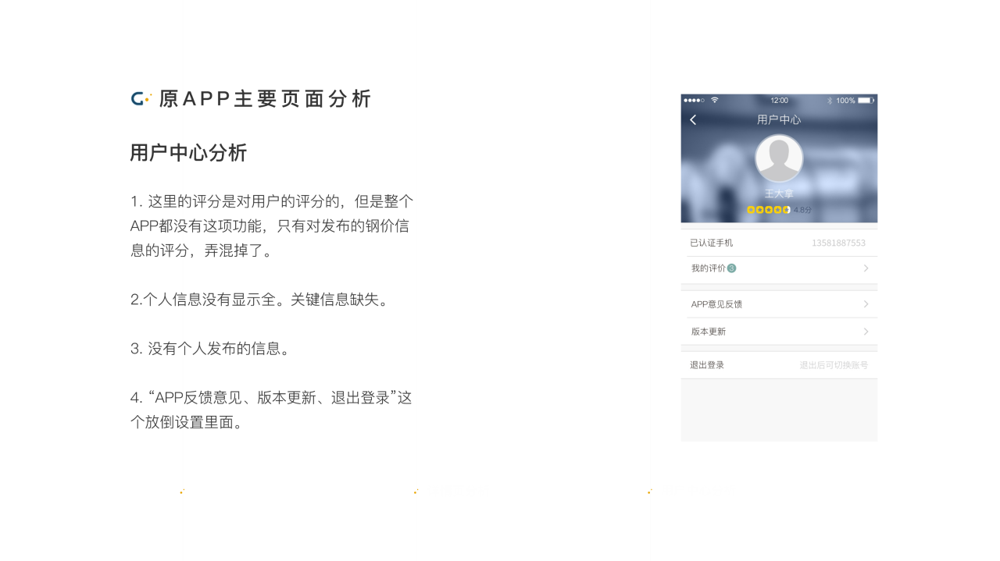 原APP主要页面分析
用户中心分析
1. 这里的评分是对用户的评分的，但是整个
APP都没有这项功能，只有对发布的钢价信
息的评分，弄混掉了。
2.个人信息没有显示全。关键信息缺失。
3. 没有个人发布的信息。
4. “APP反馈意见、版本更新、退出登录”这
个放倒设置里面。
12:00
100%
用户中心
王大拿
4.8分
已认证手机 13581887553
我的评价 3
APP意见反馈
版本更新
退出登录 退出后可切换账号